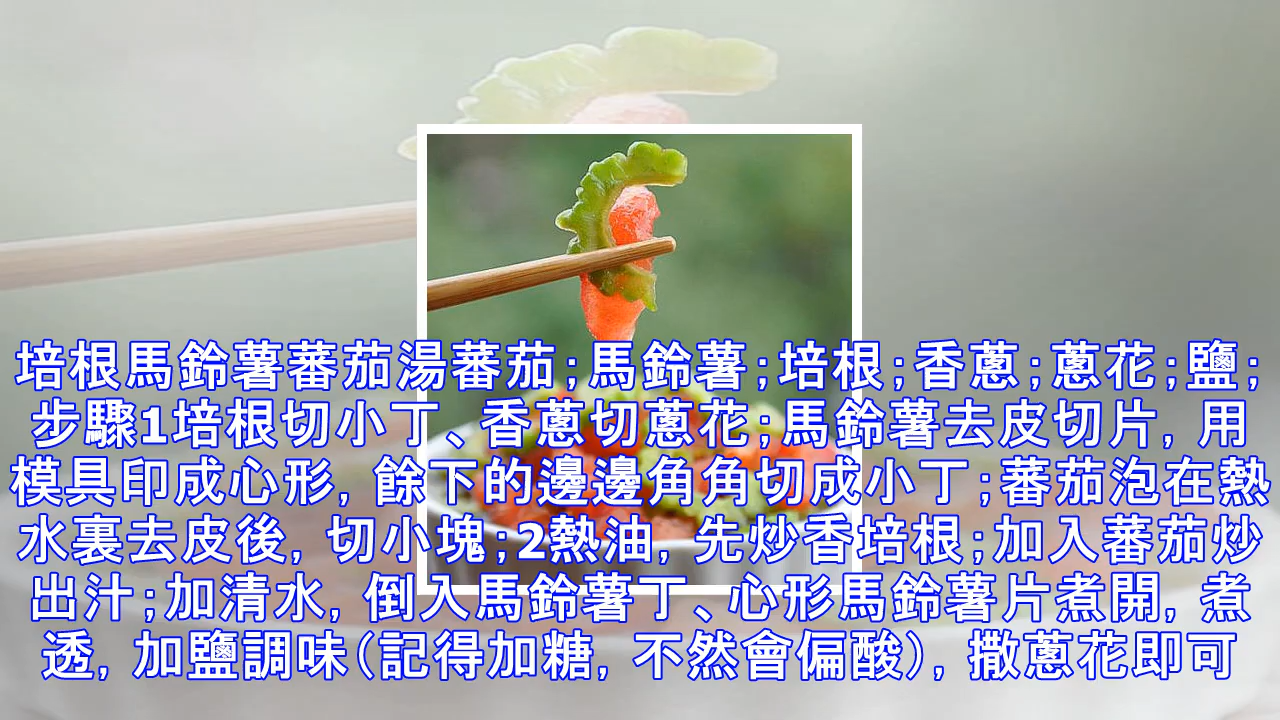 培根馬鈴薯蕃茄湯蕃茄;馬鈴薯;培根;香蔥;蔥花;鹽;
步驟1培根切小丁、香蔥切蔥花;馬鈴薯去皮切片, 用
模具印成心形, 餘下的邊邊角角切成小丁;蕃茄泡在熱
水裏去皮後, 切小塊;2熱油, 先炒香培根;加入蕃茄炒
出汁;加清水, 倒入馬鈴薯丁、心形馬鈴薯片煮開, 煮
透, 加鹽調味(記得加糖, 不然會偏酸), 撒蔥花即可